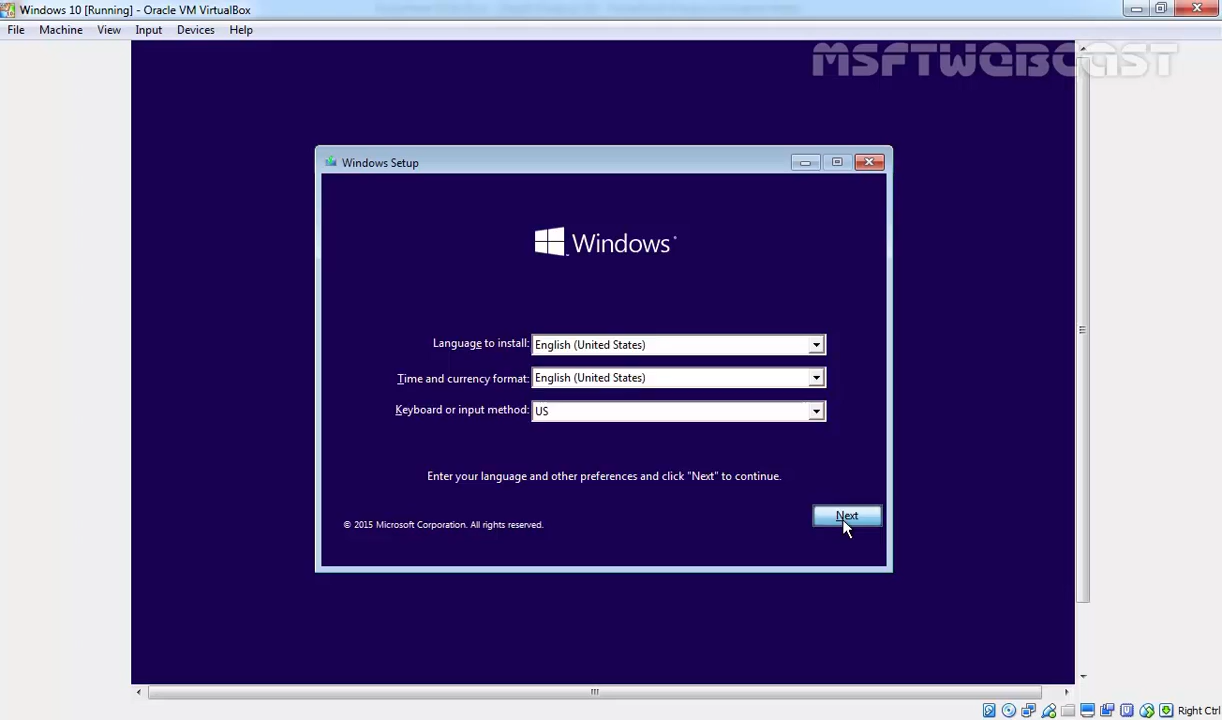 Windows 10 [Running] - Oracle VM VirtualBox
File Machine View Input Devices Help
MSFTWEBCAST
Windows Setup
Windows
Language to install: English (United States)
Time and currency format: English (United States)
Keyboard or input method: US
Enter your language and other preferences and click "Next" to continue.
Next
© 2015 Microsoft Corporation. All rights reserved.
Right Ctrl